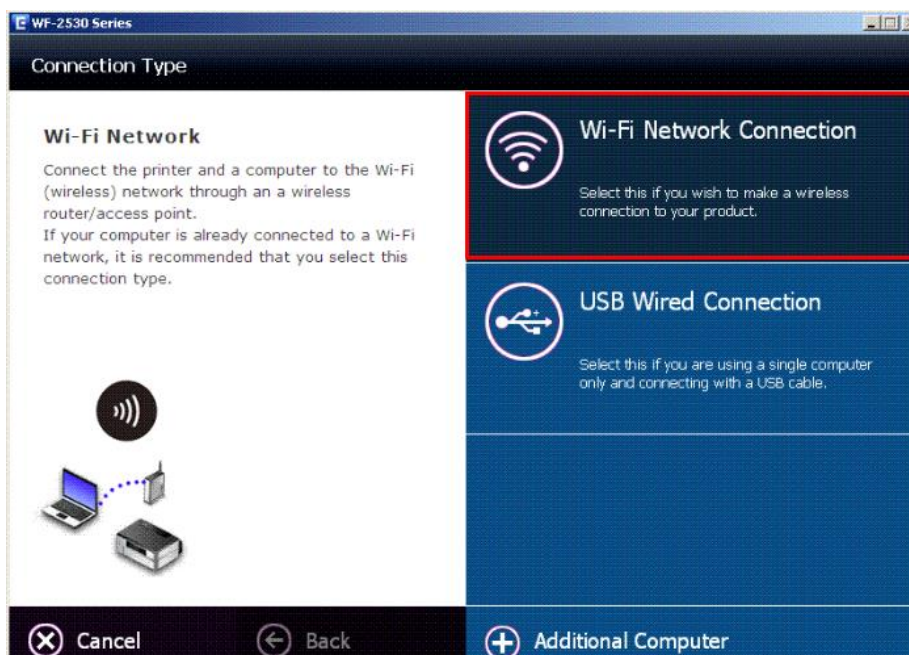 WF-2530 Series
Connection Type
Wi-Fi Network
Connect the printer and a computer to the Wi-Fi
(wireless) network through an a wireless
router/access point.
If your computer is already connected to a Wi-Fi
network, it is recommended that you select this
connection type.
Wi-Fi Network Connection
Select this if you wish to make a wireless
connection to your product.
USB Wired Connection
Select this if you are using a single computer
only and connecting with a USB cable.
Cancel
Back
Additional Computer